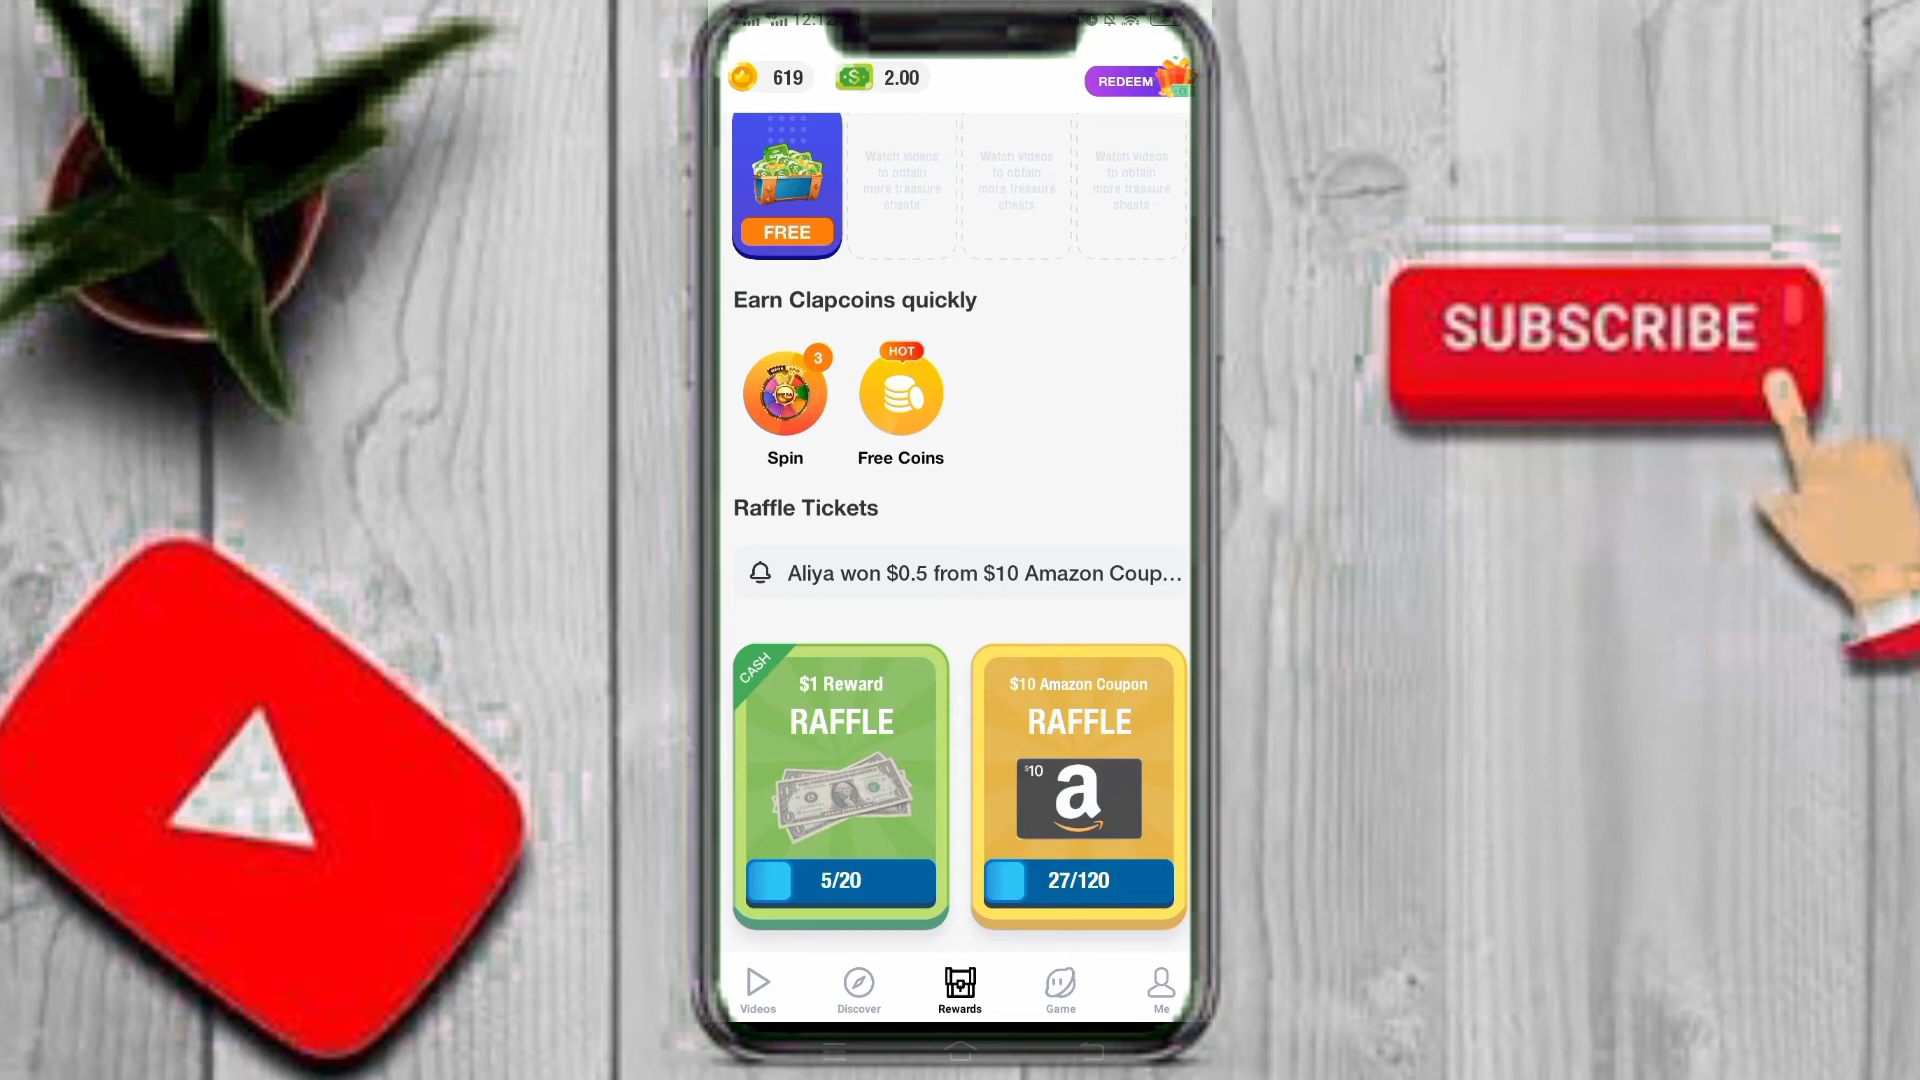 12:12
619
2.00
REDEEM
FREE
Watch videos
to obtain
more treasure
chests
Watch videos
to obtain
more treasure
chests
Watch videos
to obtain
more treasure
chests
Earn Clapcoins quickly
3
HOT
Spin
Free Coins
Raffle Tickets
Aliya won $0.5 from $10 Amazon Coup...
CASH
$1 Reward
RAFFLE
5/20
$10 Amazon Coupon
RAFFLE
$10
a
27/120
Videos
Discover
Rewards
Game
Me
SUBSCRIBE